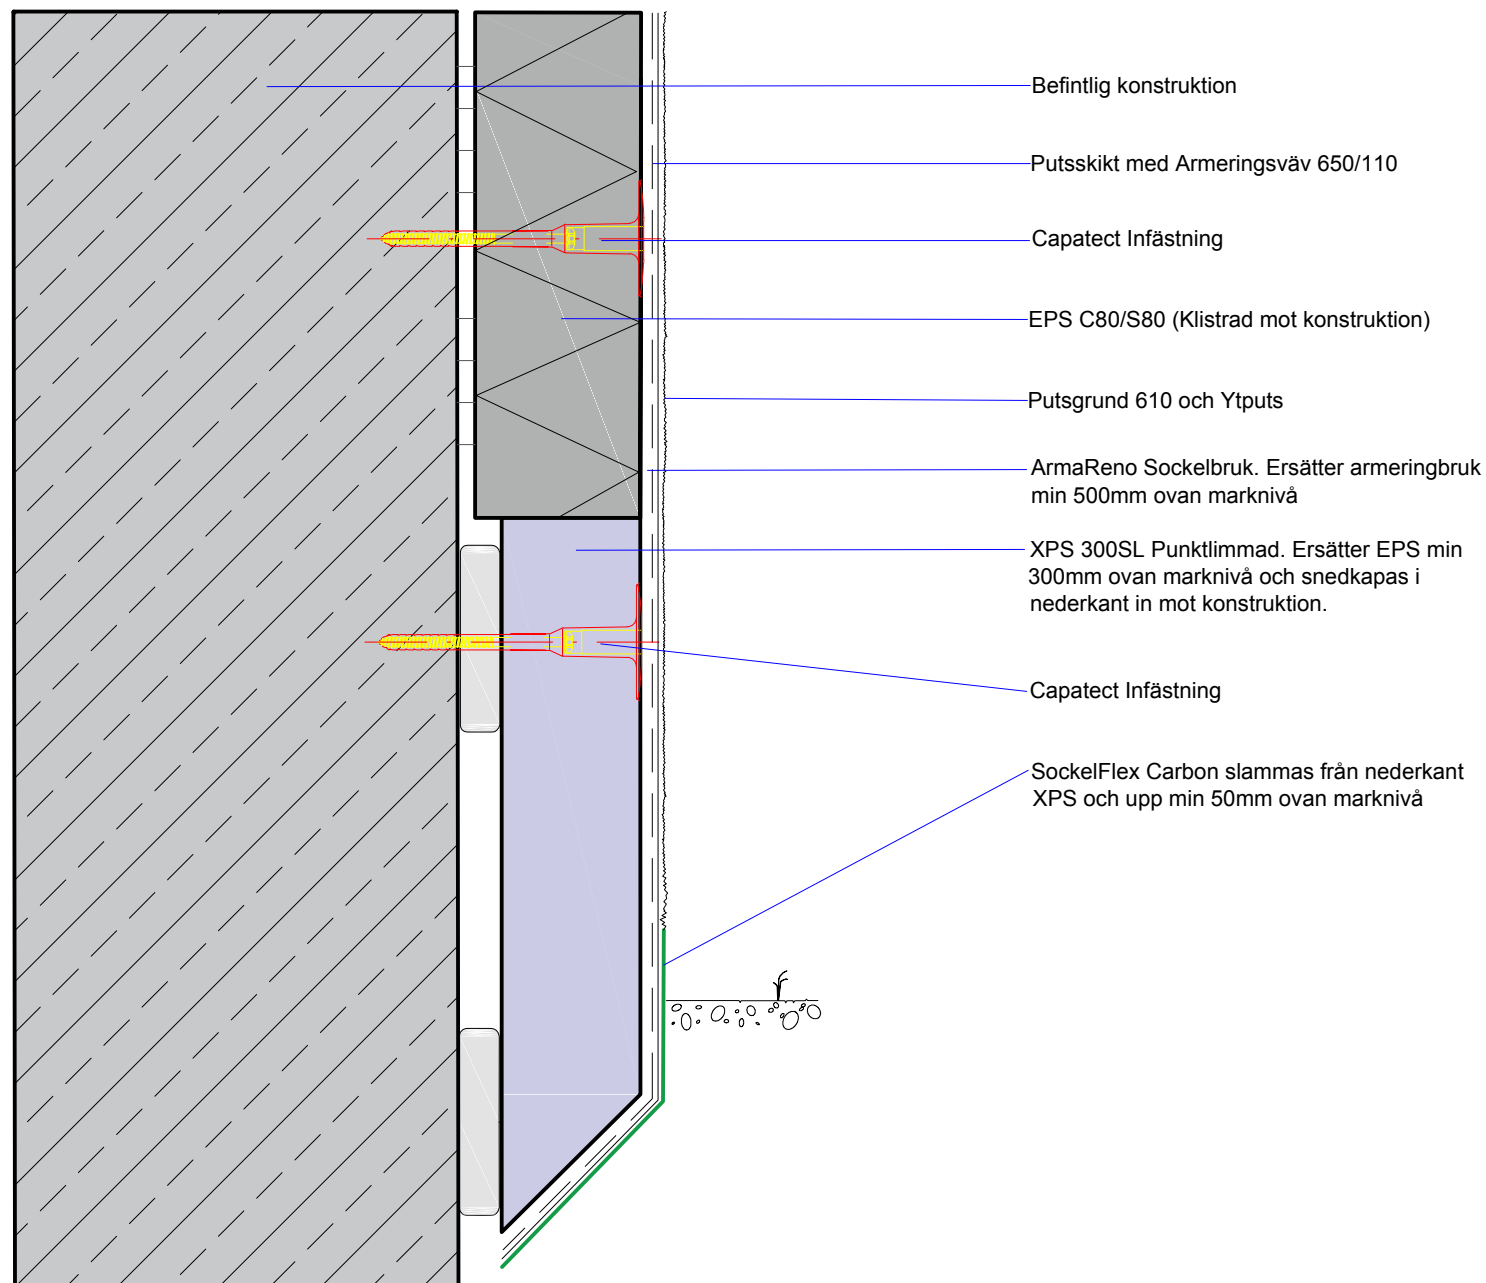 Befintlig konstruktion
Putsskikt med Armeringsväv 650/110
Capatect Infästning
EPS C80/S80 (Klistrad mot konstruktion)
Putsgrund 610 och Ytputs
ArmaReno Sockelbruk. Ersätter armeringbruk
min 500mm ovan marknivå
XPS 300SL Punktlimmad. Ersätter EPS min
300mm ovan marknivå och snedkapas i
nederkant in mot konstruktion.
Capatect Infästning
SockelFlex Carbon slammas från nederkant
XPS och upp min 50mm ovan marknivå